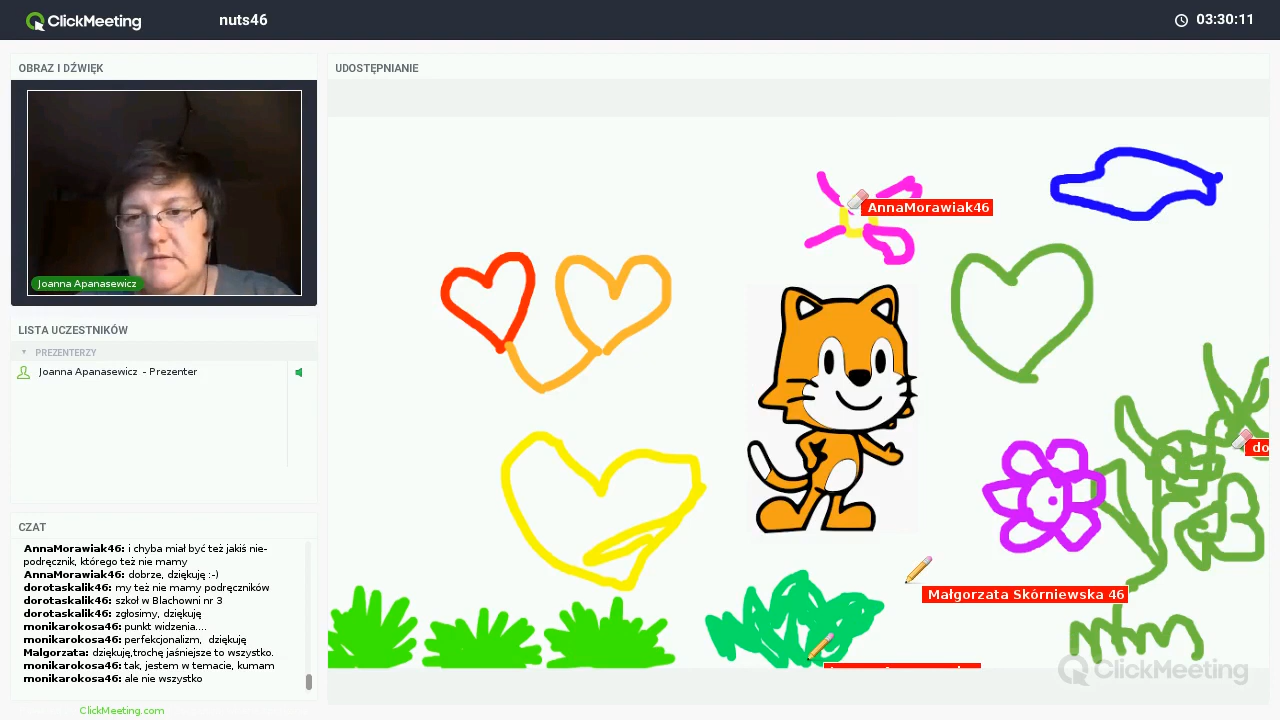 ClickMeeting
nuts46
03:30:11
OBRAZ I DŹWIĘK
UDOSTĘPNIANIE
Joanna Apanasewicz
LISTA UCZESTNIKÓW
PREZENTERZY
Joanna Apanasewicz - Prezenter
CZAT
AnnaMorawiak46: i chyba miał być też jakiś nie-
podręcznik, którego też nie mamy
AnnaMorawiak46: dobrze, dziękuję :-)
dorotaskalik46: my też nie mamy podręczników
dorotaskalik46: szkoł w Blachowni nr 3
dorotaskalik46: zgłosimy, dziękuję
monikarokosa46: punkt widzenia....
monikarokosa46: perfekcjonizm, dziękuję
Malgorzata: dziękuję,trochę jaśniejsze to wszystko.
monikarokosa46: tak, jestem w temacie, kumam
monikarokosa46: ale nie wszystko
ClickMeeting.com
AnnaMorawiak46
do
Małgorzata Skórniewska 46
ClickMeeting